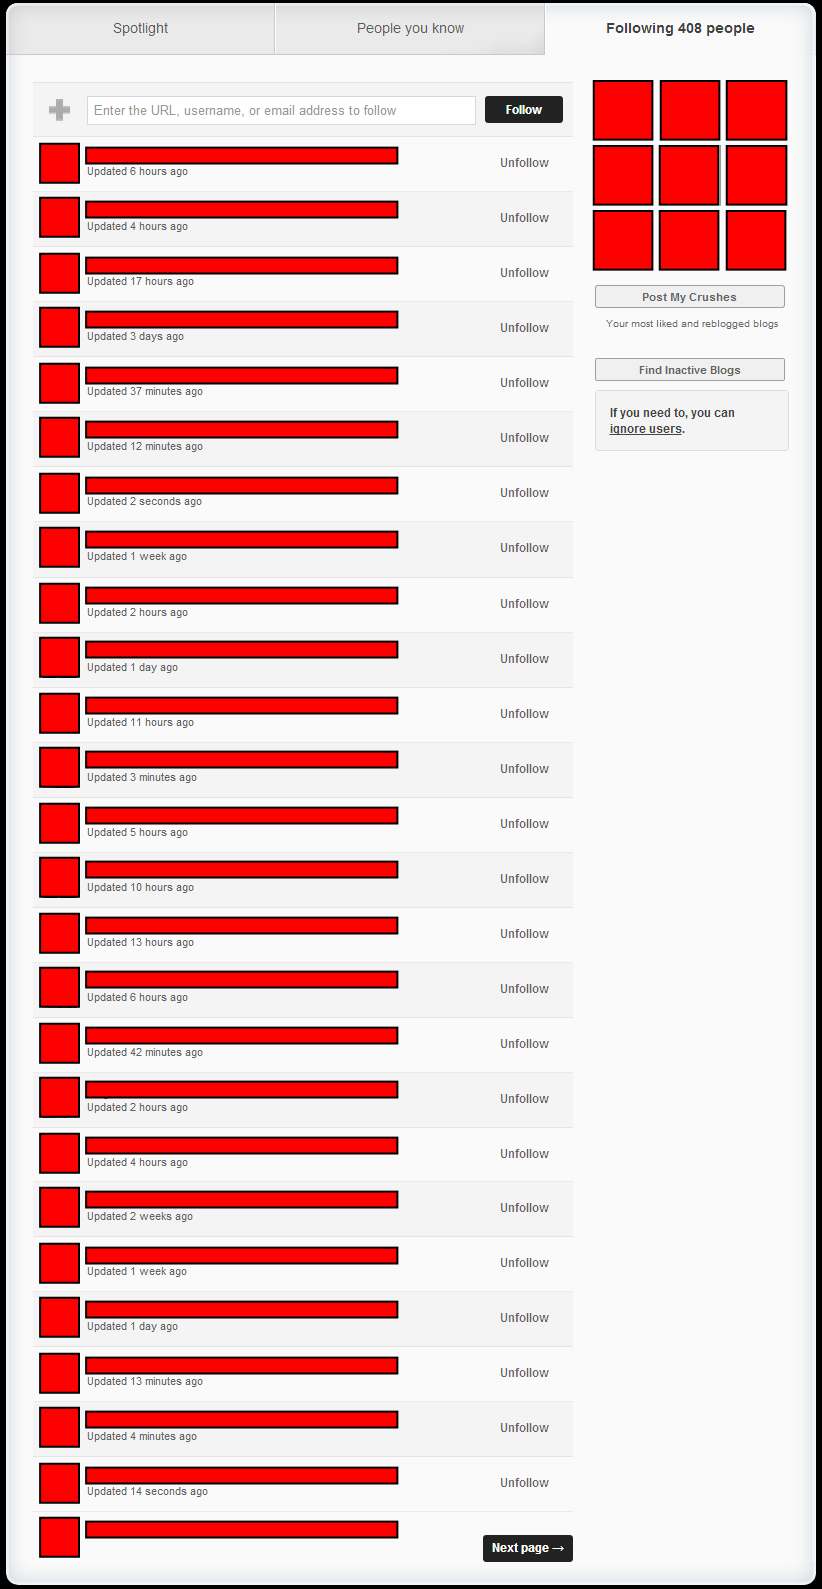 Spotlight
People you know
Following 408 people
Enter the URL, username, or email address to follow
Follow
Updated 6 hours ago
Unfollow
Updated 4 hours ago
Unfollow
Updated 17 hours ago
Unfollow
Updated 3 days ago
Unfollow
Updated 37 minutes ago
Unfollow
Updated 12 minutes ago
Unfollow
Updated 2 seconds ago
Unfollow
Updated 1 week ago
Unfollow
Updated 2 hours ago
Unfollow
Updated 1 day ago
Unfollow
Updated 11 hours ago
Unfollow
Updated 3 minutes ago
Unfollow
Updated 5 hours ago
Unfollow
Updated 10 hours ago
Unfollow
Updated 13 hours ago
Unfollow
Updated 6 hours ago
Unfollow
Updated 42 minutes ago
Unfollow
Updated 2 hours ago
Unfollow
Updated 4 hours ago
Unfollow
Updated 2 weeks ago
Unfollow
Updated 1 week ago
Unfollow
Updated 1 day ago
Unfollow
Updated 13 minutes ago
Unfollow
Updated 4 minutes ago
Unfollow
Updated 14 seconds ago
Unfollow
Next page →
Post My Crushes
Your most liked and reblogged blogs
Find Inactive Blogs
If you need to, you can
ignore users.